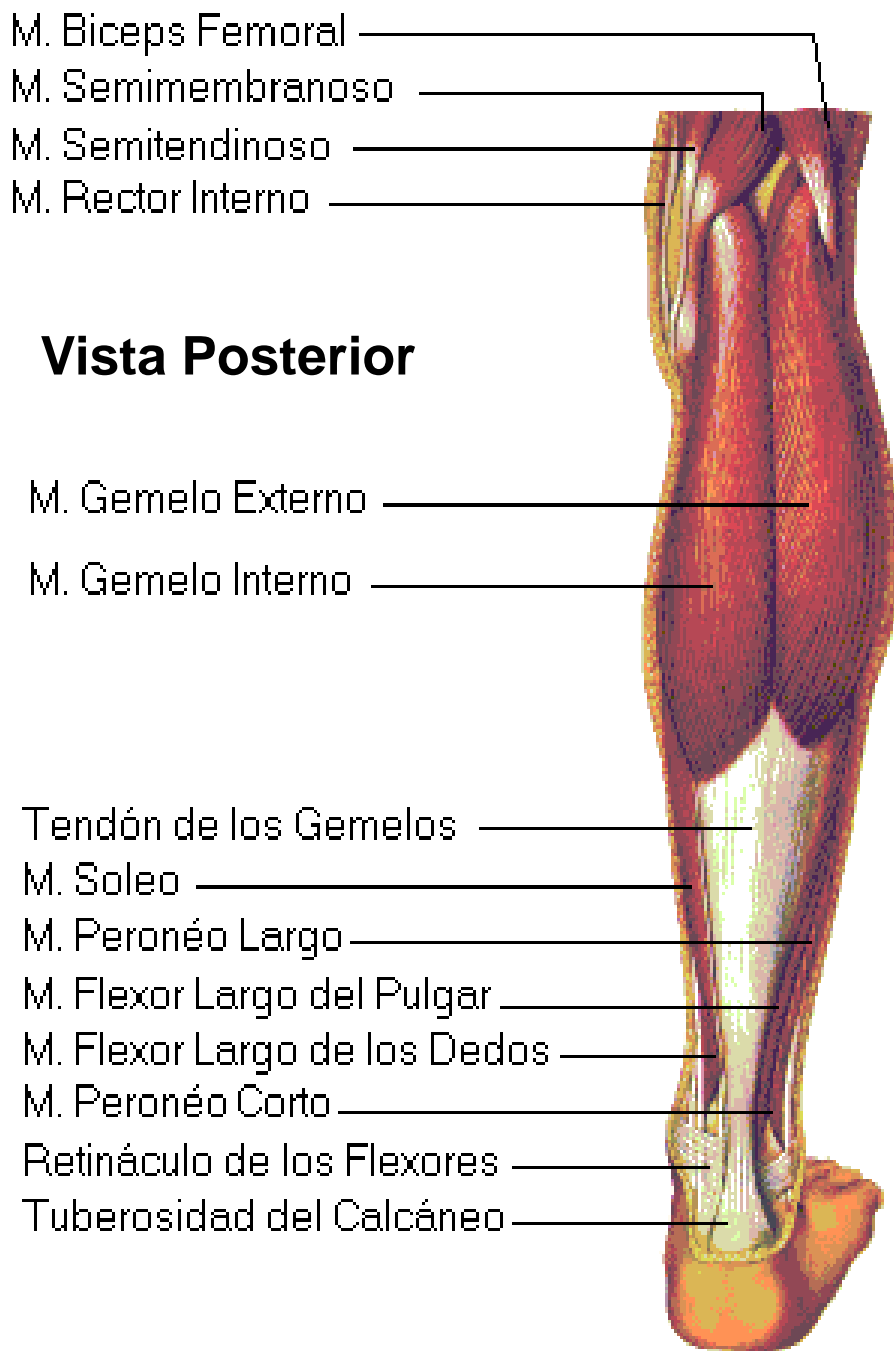 M. Biceps Femoral
M. Semimembranoso
M. Semitendinoso
M. Rector Interno
Vista Posterior
M. Gemelo Externo
M. Gemelo Interno
Tendón de los Gemelos
M. Soleo
M. Peronéo Largo
M. Flexor Largo del Pulgar
M. Flexor Largo de los Dedos
M. Peronéo Corto
Retináculo de los Flexores
Tuberosidad del Calcáneo